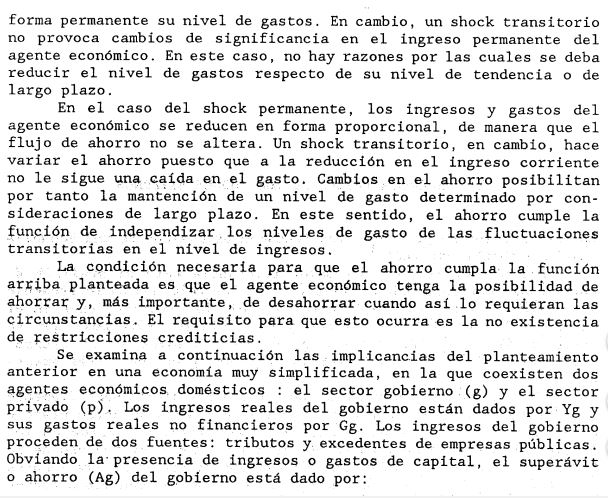 forma permanente su nivel de gastos. En cambio, un shock transitorio
no provoca cambios de significancia en el ingreso permanente del
agente económico. En este caso, no hay razones por las cuales se deba
reducir el nivel de gastos respecto de su nivel de tendencia o de
largo plazo.
En el caso del shock permanente, los ingresos y gastos del
agente económico se reducen en forma proporcional, de manera que el
flujo de ahorro no se altera. Un shock transitorio, en cambio, hace
variar el ahorro puesto que a la reducción en el ingreso corriente
no le sigue una caída en el gasto. Cambios en el ahorro posibilitan
por tanto la mantención de un nivel de gasto determinado por con-
sideraciones de largo plazo. En este sentido, el ahorro cumple la
función de independizar los niveles de gasto de las fluctuaciones
transitorias en el nivel de ingresos.
La condición necesaria para que el ahorro cumpla la función
arriba planteada es que el agente económico tenga la posibilidad de
ahorrar y, más importante, de desahorrar cuando así lo requieran las
circunstancias. El requisito para que esto ocurra es la no existencia
de restricciones crediticias.
Se examina a continuación las implicancias del planteamiento
anterior en una economía muy simplificada, en la que coexisten dos
agentes económicos domésticos : el sector gobierno (g) y el sector
privado (p). Los ingresos reales del gobierno están dados por Yg y
sus gastos reales no financieros por Gg. Los ingresos del gobierno
proceden de dos fuentes: tributos y excedentes de empresas públicas.
Obviando la presencia de ingresos o gastos de capital, el superávit
o ahorro (Ag) del gobierno está dado por: